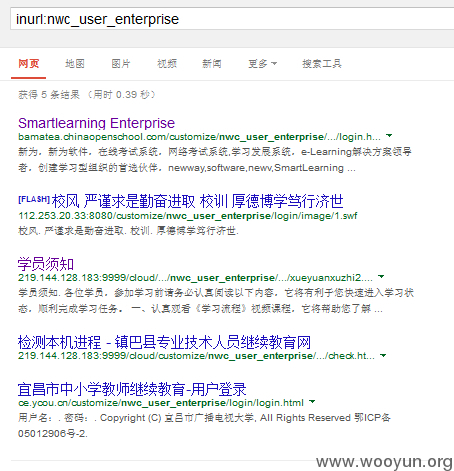 inurl:nwc_user_enterprise
网页 地图 图片 视频 新闻 更多 搜索工具
获得 5 条结果 (用时 0.39 秒)
Smartlearning Enterprise
bamatea.chinaopenschool.com/customize/nwc_user_enterprise/.../login.h...
新为，新为软件，在线考试系统，网络考试系统,学习发展系统，e-Learning解决方案领导
者，创建学习型组织的首选伙伴，newway,software,newv,SmartLearning ...
[FLASH] 校风 严谨求是勤奋进取 校训 厚德博学笃行济世
112.253.20.33:8080/customize/nwc_user_enterprise/login/image/1.swf
校风. 严谨求是勤奋进取. 校训. 厚德博学笃行济世.
学员须知
219.144.128.183:9999/cloud/.../nwc_user_enterprise/.../xueyuanxuzhi2....
学员须知. 各位学员，参加学习前请务必认真阅读以下内容，它将有利于您快速进入学习状
态，顺利完成学习任务。 一、认真观看《学习流程》视频课程，它将帮助您了解 ...
检测本机进程 - 镇巴县专业技术人员继续教育网
219.144.128.183:9999/cloud/customize/nwc_user_enterprise/.../check.ht...
宜昌市中小学教师继续教育-用户登录
ce.ycou.cn/customize/nwc_user_enterprise/login/login.html
用户名：. 密码：. Copyright (C) 宜昌市广播电视大学, All Rights Reserved 鄂ICP备
05012906号-2.
www.wooyun.org